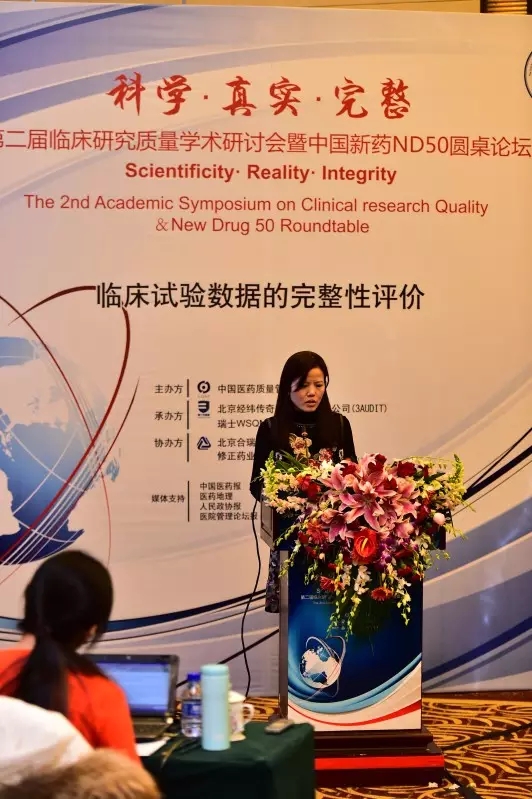 科学·真实·完整
第二届临床研究质量学术研讨会暨中国新药ND50圆桌论坛
Scientificity· Reality· Integrity
The 2nd Academic Symposium on Clinical research Quality
&New Drug 50 Roundtable
临床试验数据的完整性评价
主办方 中国医药质量管
承办方 北京经纬传奇 公司(3AUDIT)
瑞士WSQM
协办方 北京合瑞
修正药业
媒体支持 中国医药报
医药地理
人民政协报
医院管理论坛报